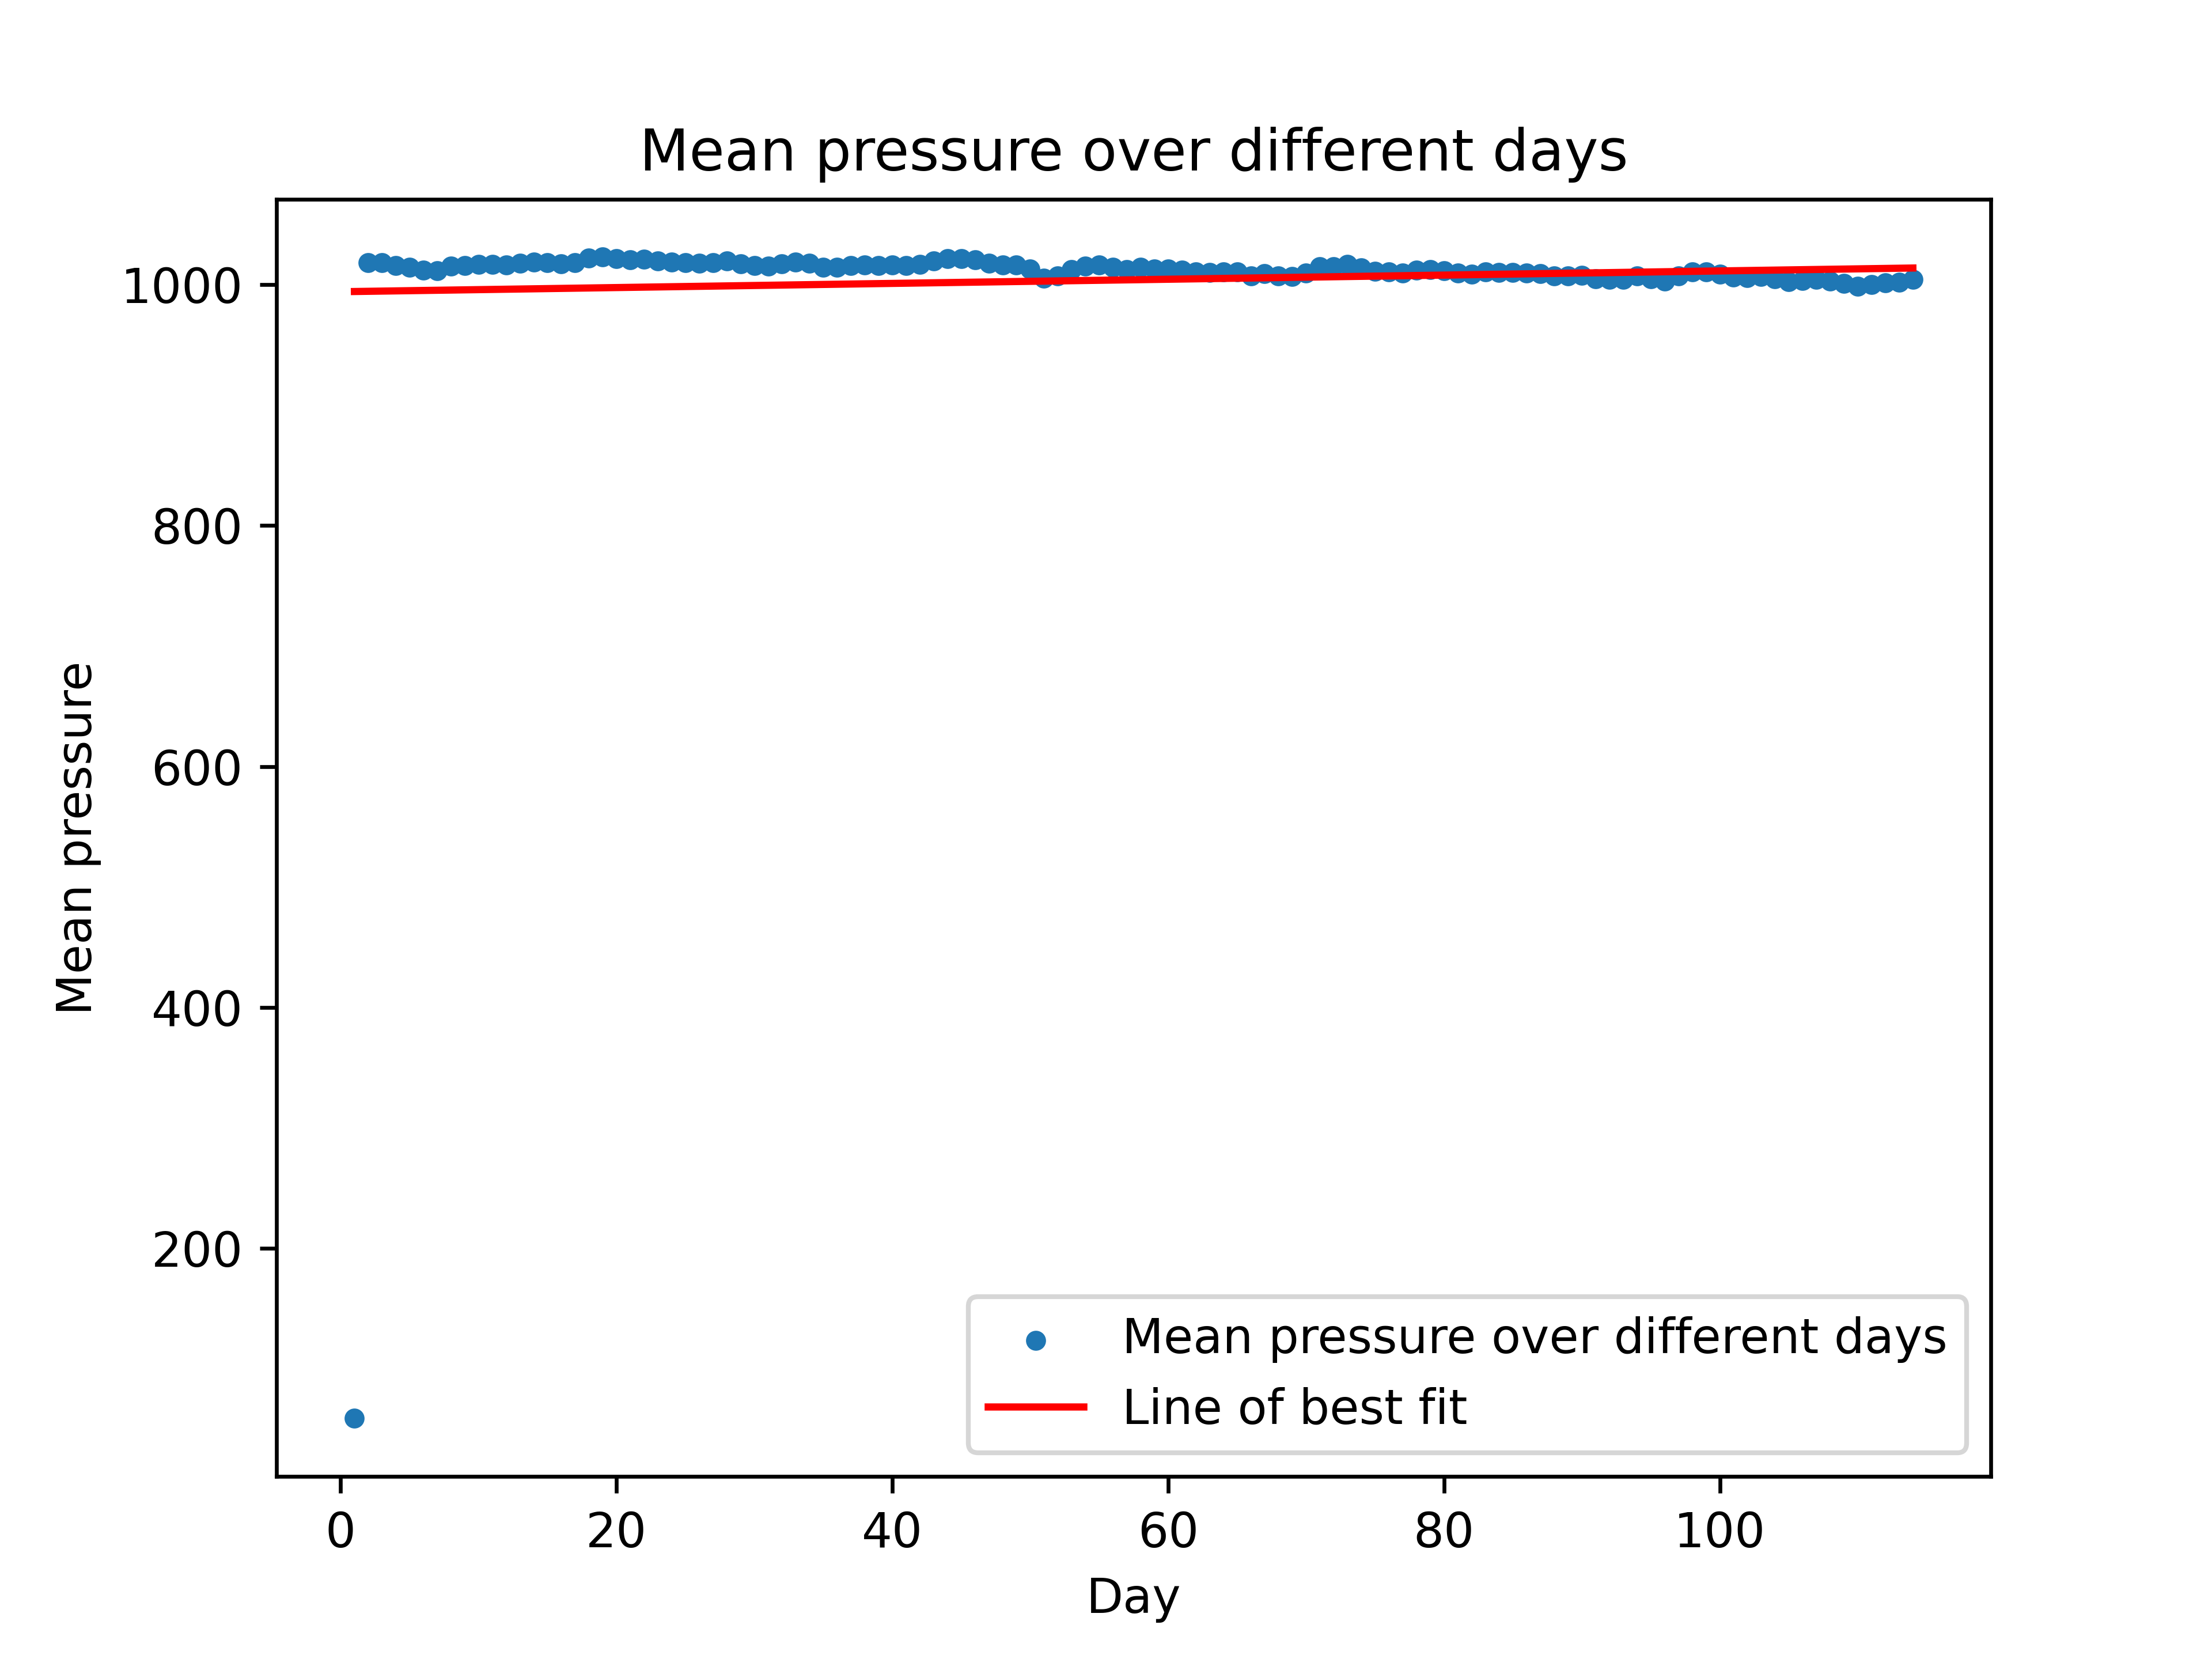 Mean pressure over different days
1000
800
600
400
200
Mean pressure
0 20 40 60 80 100
Day
Mean pressure over different days
Line of best fit